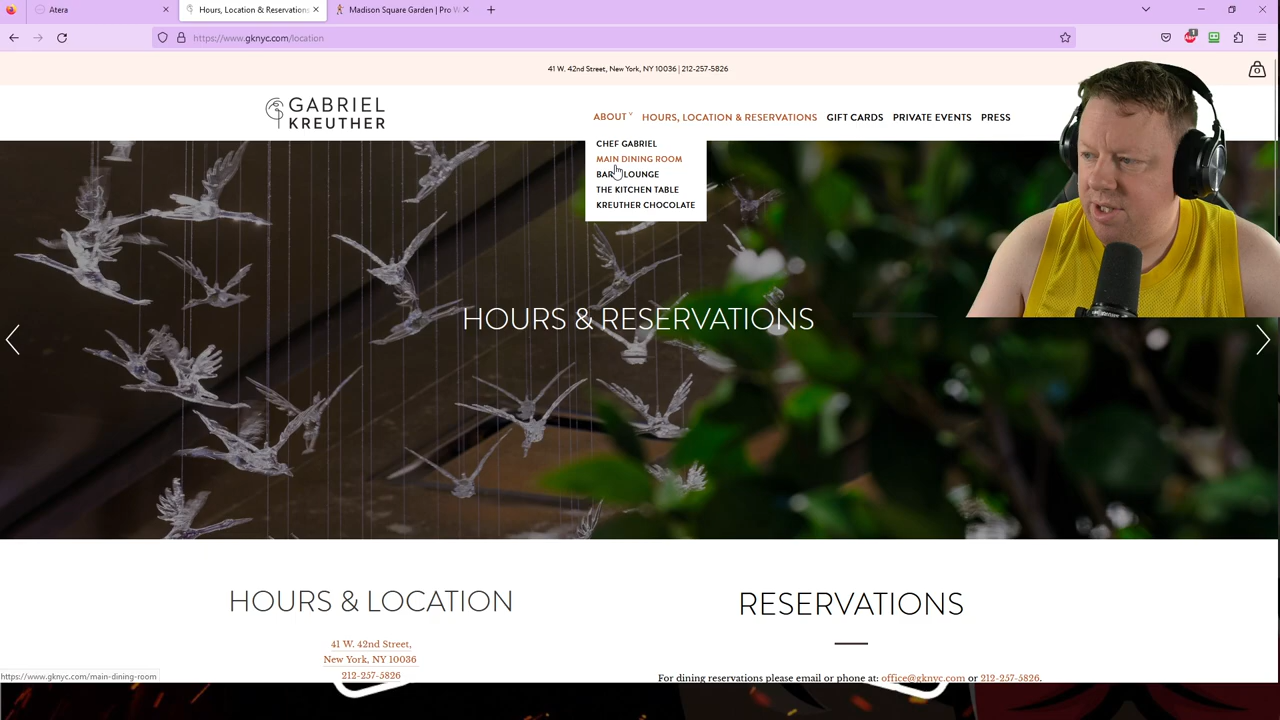 Atera
Hours, Location & Reservations
Madison Square Garden | Pro W
https://www.gknyc.com/location
41 W. 42nd Street, New York, NY 10036 | 212-257-5826
0
GABRIEL
KREUTHER
ABOUT
HOURS, LOCATION & RESERVATIONS
GIFT CARDS
PRIVATE EVENTS
PRESS
CHEF GABRIEL
MAIN DINING ROOM
LOUNGE
THE KITCHEN TABLE
KREUTHER CHOCOLATE
HOURS & RESERVATIONS
HOURS & LOCATION
41 W. 42nd Street,
New York, NY 10036
212-257-5826
RESERVATIONS
For dining reservations please email or phone at: office@gknyc.com or 212-257-5826.
https://www.gknyc.com/main-dining-room